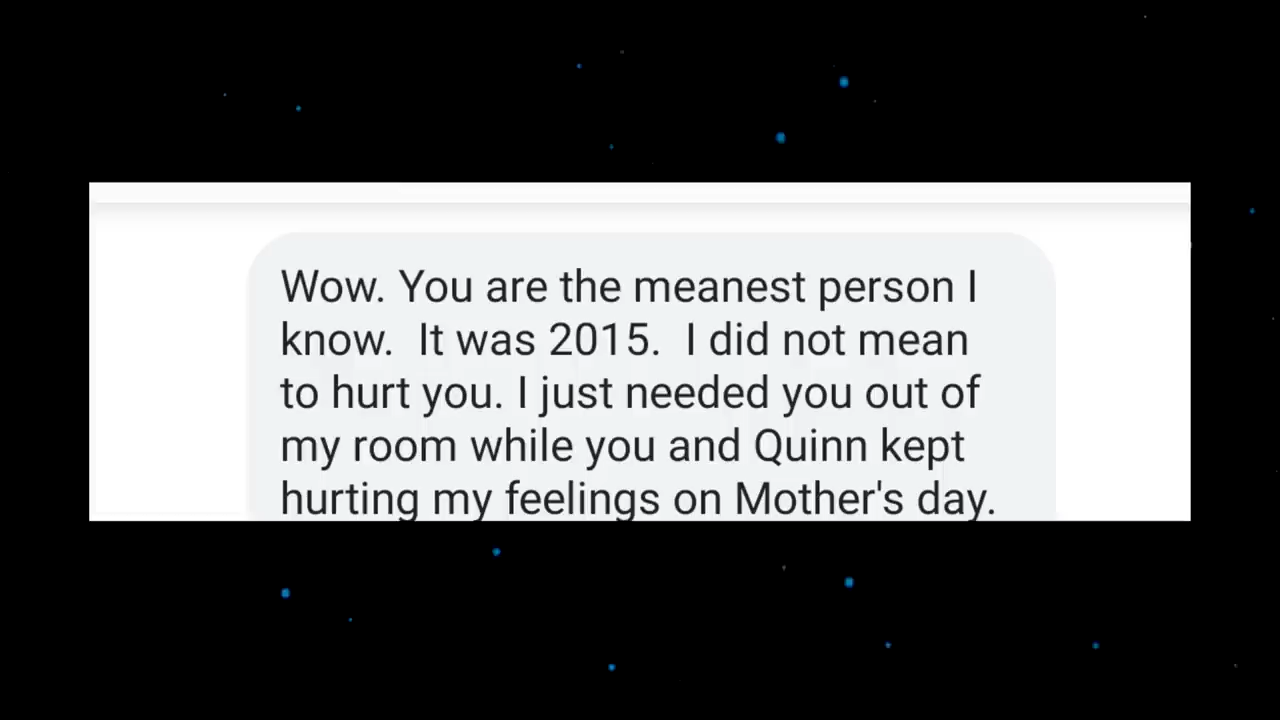 Wow. You are the meanest person I
know.  It was 2015.  I did not mean
to hurt you. I just needed you out of
my room while you and Quinn kept
hurting my feelings on Mother's day.